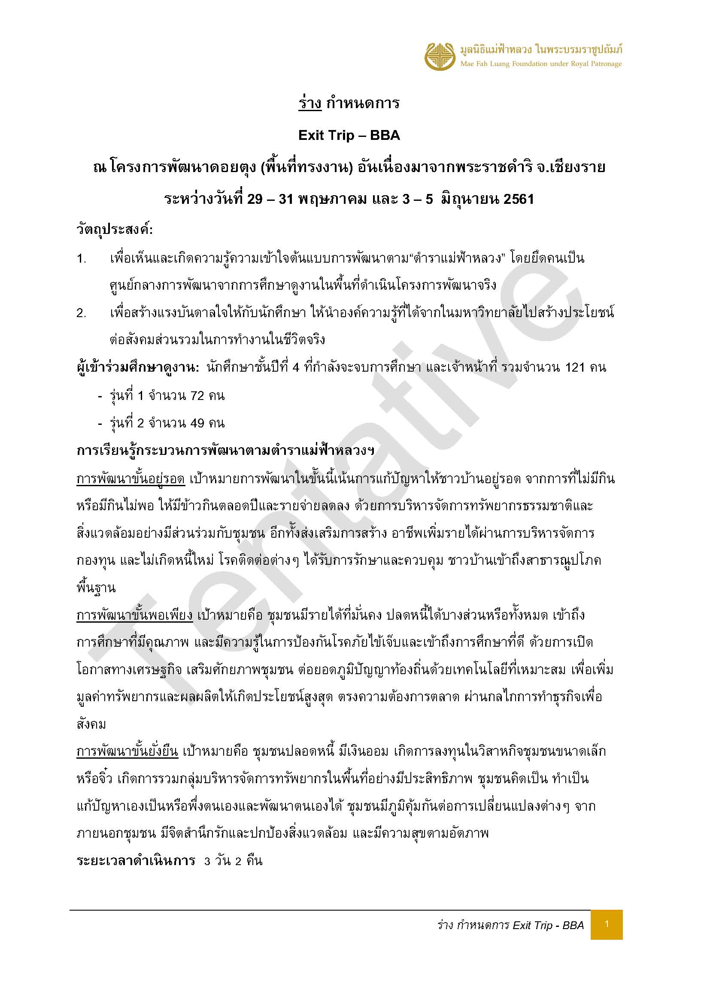 มูลนิธิแม่ฟ้าหลวง ในพระบรมราชูปถัมภ์
Mae Fah Luang Foundation under Royal Patronage
ร่าง กำหนดการ
Exit Trip – BBA
ณ โครงการพัฒนาดอยตุง (พื้นที่ทรงงาน) อันเนื่องมาจากพระราชดำริ จ.เชียงราย
ระหว่างวันที่ 29 – 31 พฤษภาคม และ 3 – 5 มิถุนายน 2561
วัตถุประสงค์:
1. เพื่อเห็นและเกิดความรู้ความเข้าใจต้นแบบการพัฒนาตาม“ตำราแม่ฟ้าหลวง” โดยยึดคนเป็น
ศูนย์กลางการพัฒนาจากการศึกษาดูงานในพื้นที่ดำเนินโครงการพัฒนาจริง
2. เพื่อสร้างแรงบันดาลใจให้กับนักศึกษา ให้นำองค์ความรู้ที่ได้จากในมหาวิทยาลัยไปสร้างประโยชน์
ต่อสังคมส่วนรวมในการทำงานในชีวิตจริง
ผู้เข้าร่วมศึกษาดูงาน: นักศึกษาชั้นปีที่ 4 ที่กำลังจะจบการศึกษา และเจ้าหน้าที่ รวมจำนวน 121 คน
- รุ่นที่ 1 จำนวน 72 คน
- รุ่นที่ 2 จำนวน 49 คน
การเรียนรู้กระบวนการพัฒนาตามตำราแม่ฟ้าหลวงฯ
การพัฒนาขั้นอยู่รอด เป้าหมายการพัฒนาในขั้นนี้เน้นการแก้ปัญหาให้ชาวบ้านอยู่รอด จากการที่ไม่มีกิน
หรือมีกินไม่พอ ให้มีข้าวกินตลอดปีและรายจ่ายลดลง ด้วยการบริหารจัดการทรัพยากรธรรมชาติและ
สิ่งแวดล้อมอย่างมีส่วนร่วมกับชุมชน อีกทั้งส่งเสริมการสร้าง อาชีพเพิ่มรายได้ผ่านการบริหารจัดการ
กองทุน และไม่เกิดหนี้ใหม่ โรคติดต่อต่างๆ ได้รับการรักษาและควบคุม ชาวบ้านเข้าถึงสาธารณูปโภค
พื้นฐาน
การพัฒนาขั้นพอเพียง เป้าหมายคือ ชุมชนมีรายได้ที่มั่นคง ปลดหนี้ได้บางส่วนหรือทั้งหมด เข้าถึง
การศึกษาที่มีคุณภาพ และมีความรู้ในการป้องกันโรคภัยไข้เจ็บและเข้าถึงการศึกษาที่ดี ด้วยการเปิด
โอกาสทางเศรษฐกิจ เสริมศักยภาพชุมชน ต่อยอดภูมิปัญญาท้องถิ่นด้วยเทคโนโลยีที่เหมาะสม เพื่อเพิ่ม
มูลค่าทรัพยากรและผลผลิตให้เกิดประโยชน์สูงสุด ตรงความต้องการตลาด ผ่านกลไกการทำธุรกิจเพื่อ
สังคม
การพัฒนาขั้นยั่งยืน เป้าหมายคือ ชุมชนปลอดหนี้ มีเงินออม เกิดการลงทุนในวิสาหกิจชุมชนขนาดเล็ก
หรือจิ๋ว เกิดการรวมกลุ่มบริหารจัดการทรัพยากรในพื้นที่อย่างมีประสิทธิภาพ ชุมชนคิดเป็น ทำเป็น
แก้ปัญหาเองเป็นหรือพึ่งตนเองและพัฒนาตนเองได้ ชุมชนมีภูมิคุ้มกันต่อการเปลี่ยนแปลงต่างๆ จาก
ภายนอกชุมชน มีจิตสำนึกรักและปกป้องสิ่งแวดล้อม และมีความสุขตามอัตภาพ
ระยะเวลาดำเนินการ 3 วัน 2 คืน
Tentative
ร่าง กำหนดการ Exit Trip - BBA 1